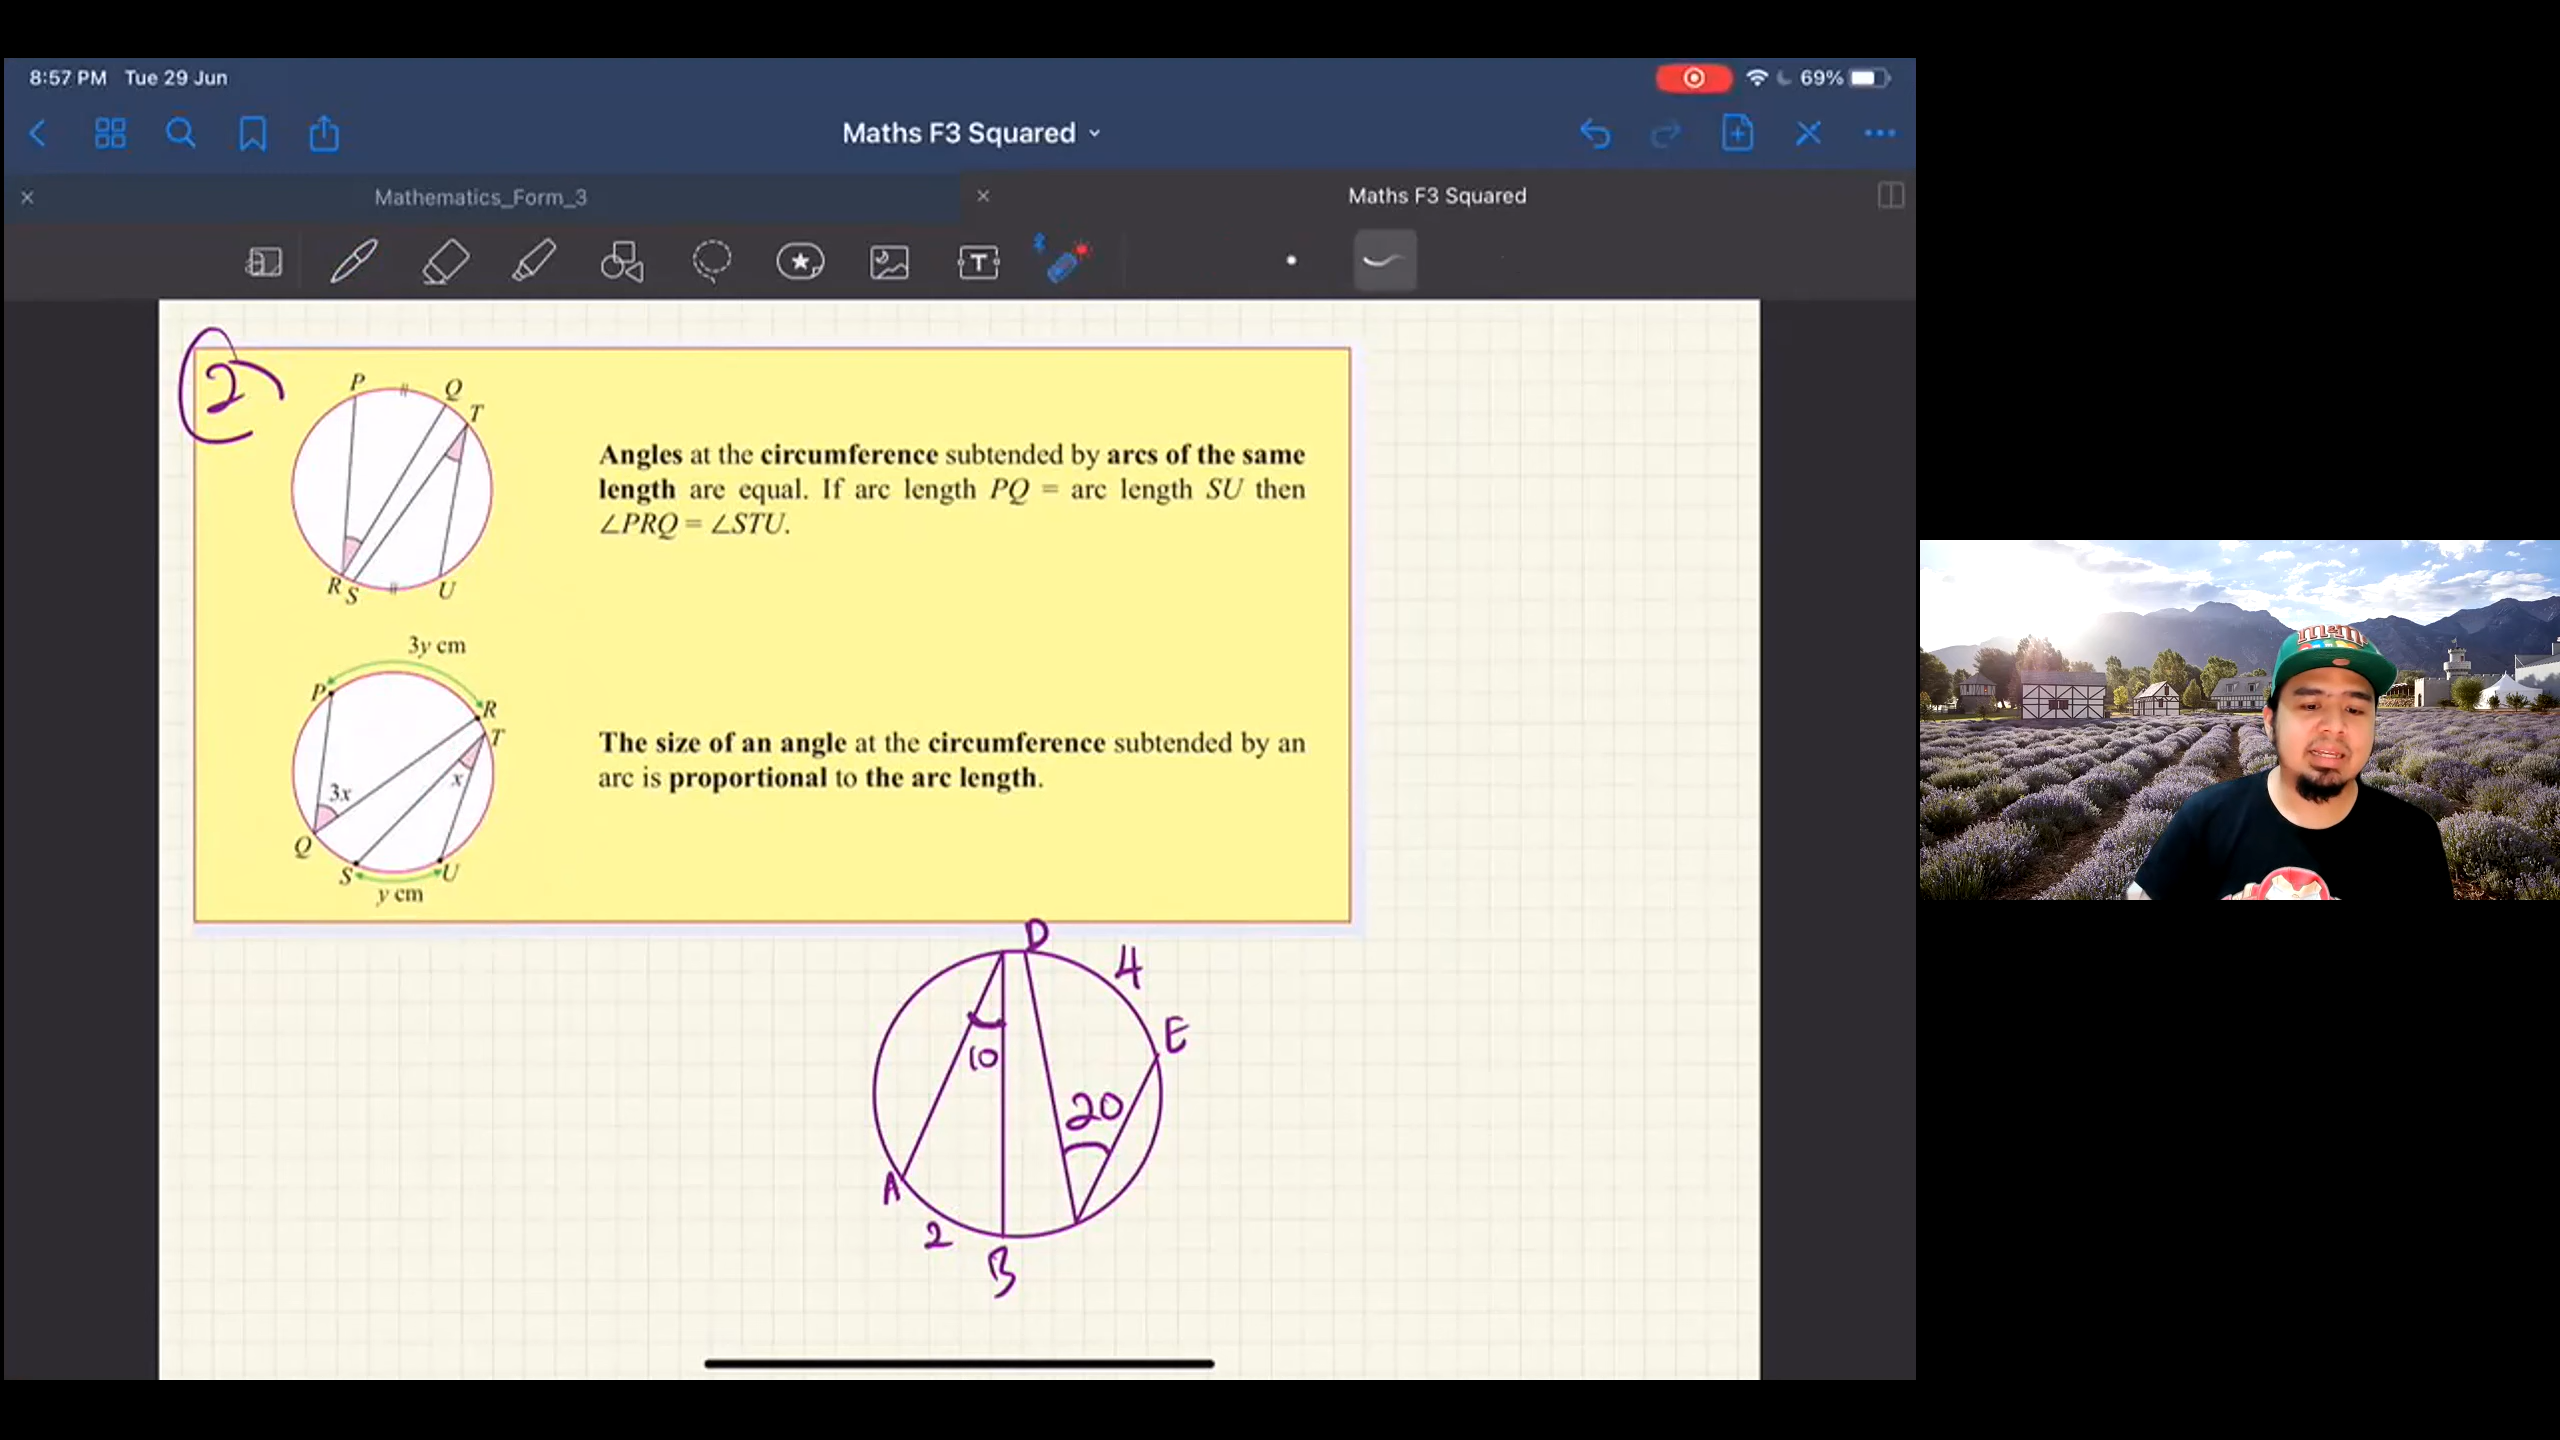 8:57 PM Tue 29 Jun
69%
Maths F3 Squared
Mathematics_Form_3
Maths F3 Squared
T
2
P
Q
T
R
S
U
Angles at the circumference subtended by arcs of the same
length are equal. If arc length PQ = arc length SU then
∠PRQ = ∠STU.
3y cm
P
R
T
x
3x
Q
S
U
y cm
The size of an angle at the circumference subtended by an
arc is proportional to the arc length.
D
4
E
10
20
A
2
B
m&m's